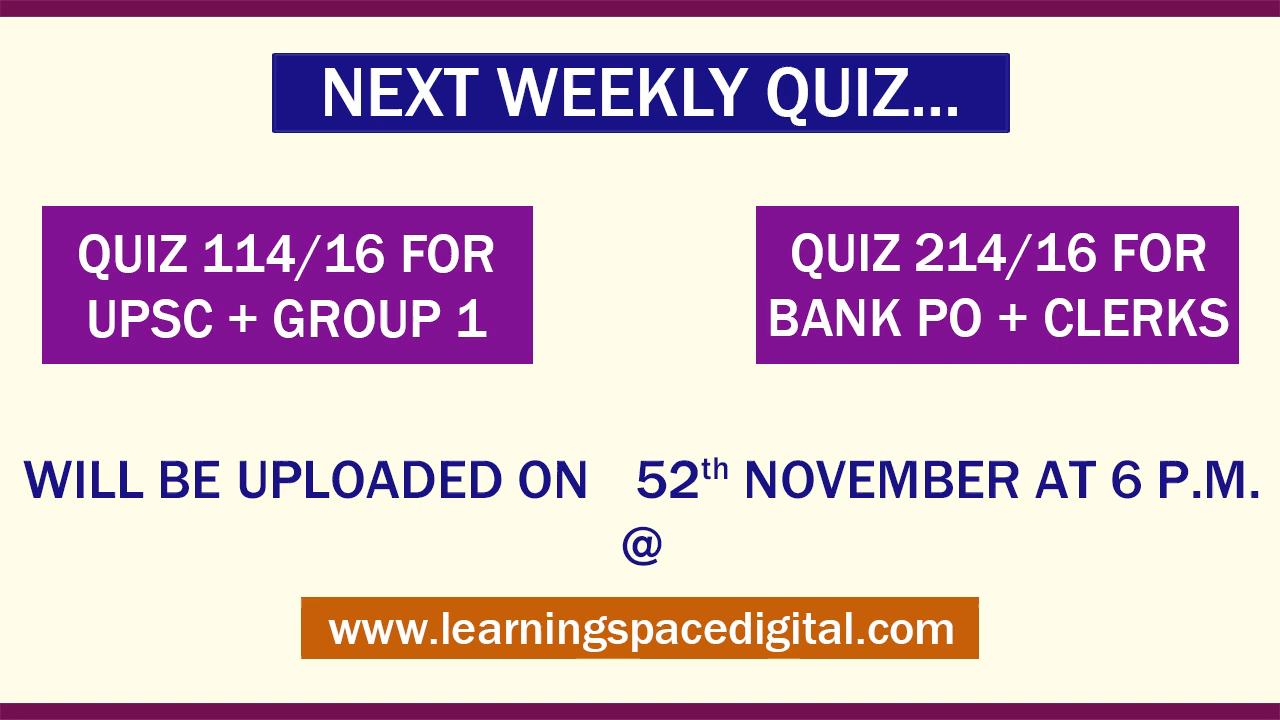 NEXT WEEKLY QUIZ...
QUIZ 114/16 FOR
UPSC + GROUP 1
QUIZ 214/16 FOR
BANK PO + CLERKS
WILL BE UPLOADED ON 52th NOVEMBER AT 6 P.M.
@
www.learningspacedigital.com